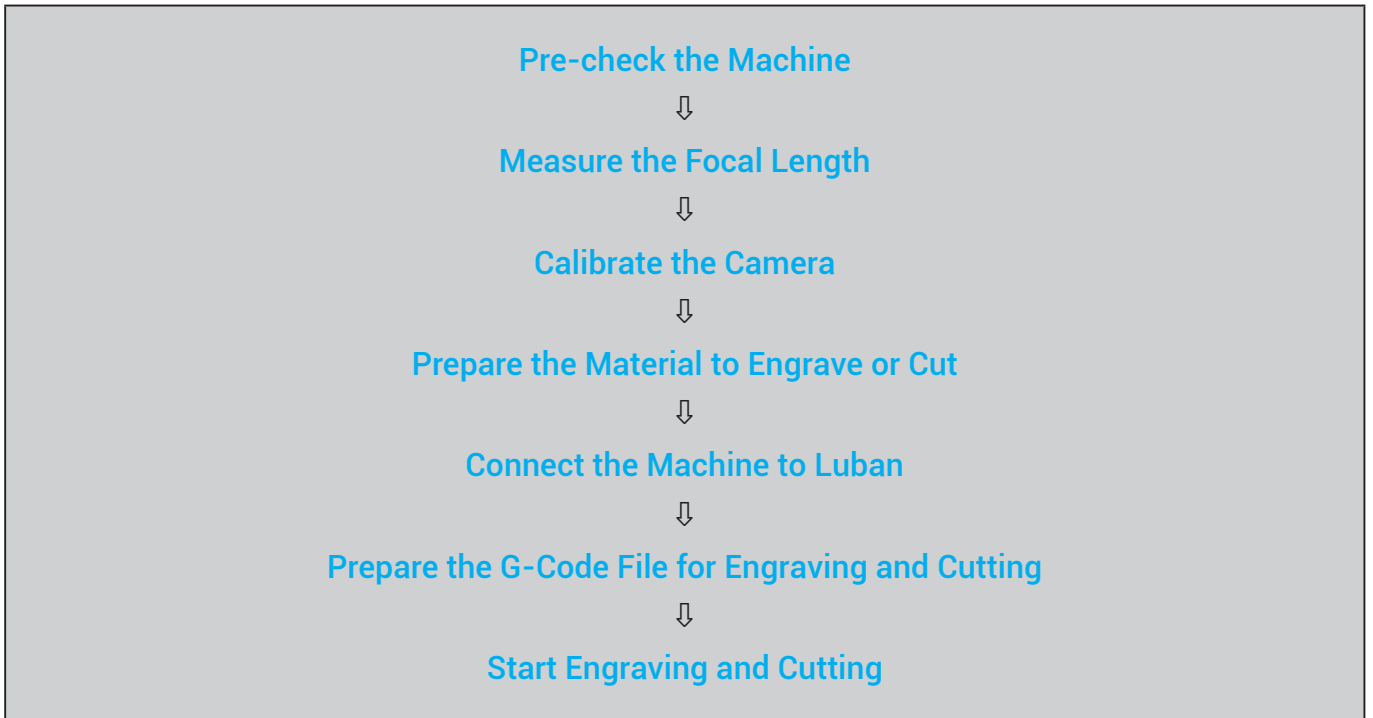 Pre-check the Machine
⇩
Measure the Focal Length
⇩
Calibrate the Camera
⇩
Prepare the Material to Engrave or Cut
⇩
Connect the Machine to Luban
⇩
Prepare the G-Code File for Engraving and Cutting
⇩
Start Engraving and Cutting